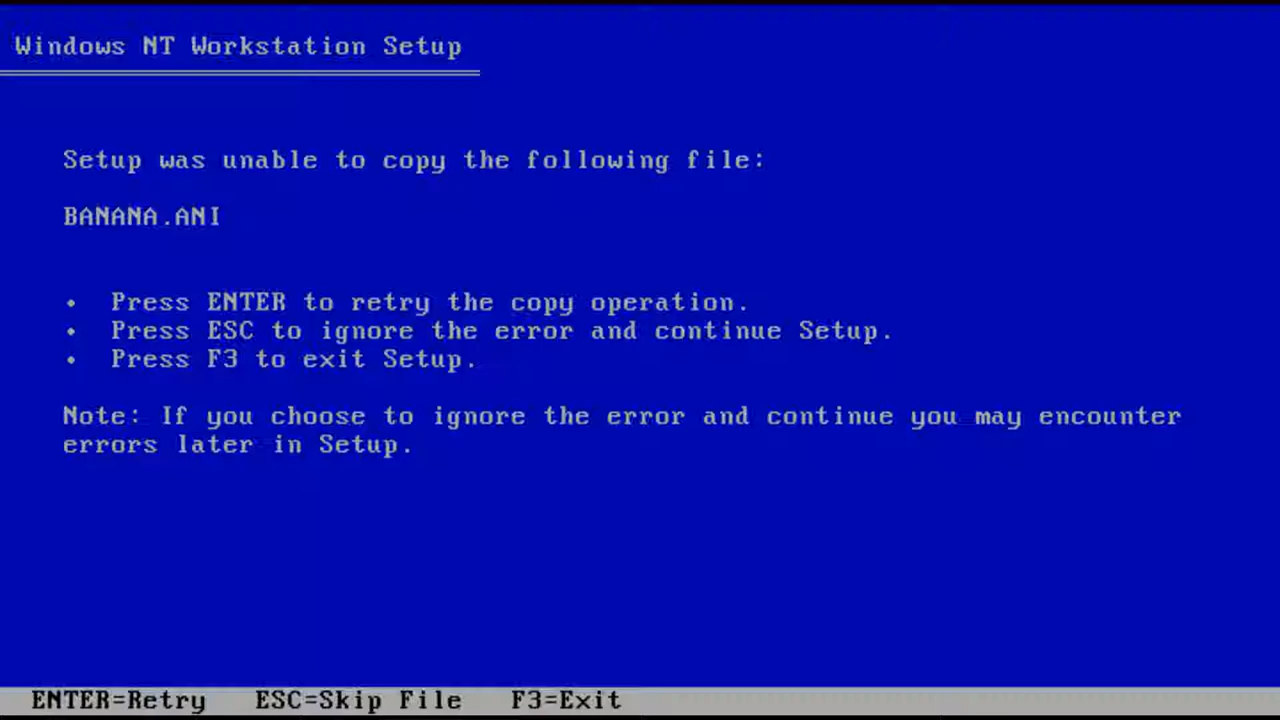 Windows NT Workstation Setup
Setup was unable to copy the following file:
BANANA.ANI
• Press ENTER to retry the copy operation.
• Press ESC to ignore the error and continue Setup.
• Press F3 to exit Setup.
Note: If you choose to ignore the error and continue you may encounter
errors later in Setup.
ENTER=Retry ESC=Skip File F3=Exit